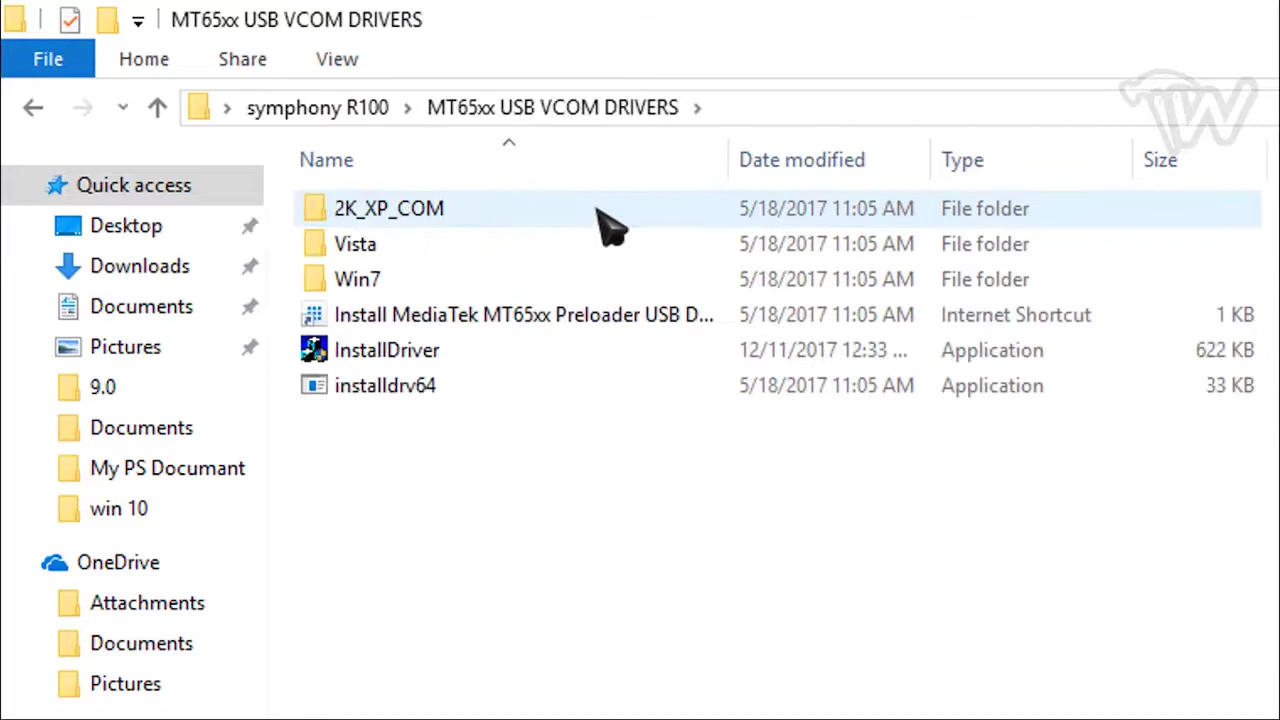 MT65xx USB VCOM DRIVERS
File Home Share View
symphony R100 MT65xx USB VCOM DRIVERS
TW
Name Date modified Type Size
Quick access
Desktop
Downloads
Documents
Pictures
9.0
Documents
My PS Documant
win 10
OneDrive
Attachments
Documents
Pictures
2K_XP_COM 5/18/2017 11:05 AM File folder
Vista 5/18/2017 11:05 AM File folder
Win7 5/18/2017 11:05 AM File folder
Install MediaTek MT65xx Preloader USB D... 5/18/2017 11:05 AM Internet Shortcut 1 KB
InstallDriver 12/11/2017 12:33 ... Application 622 KB
installdrv64 5/18/2017 11:05 AM Application 33 KB